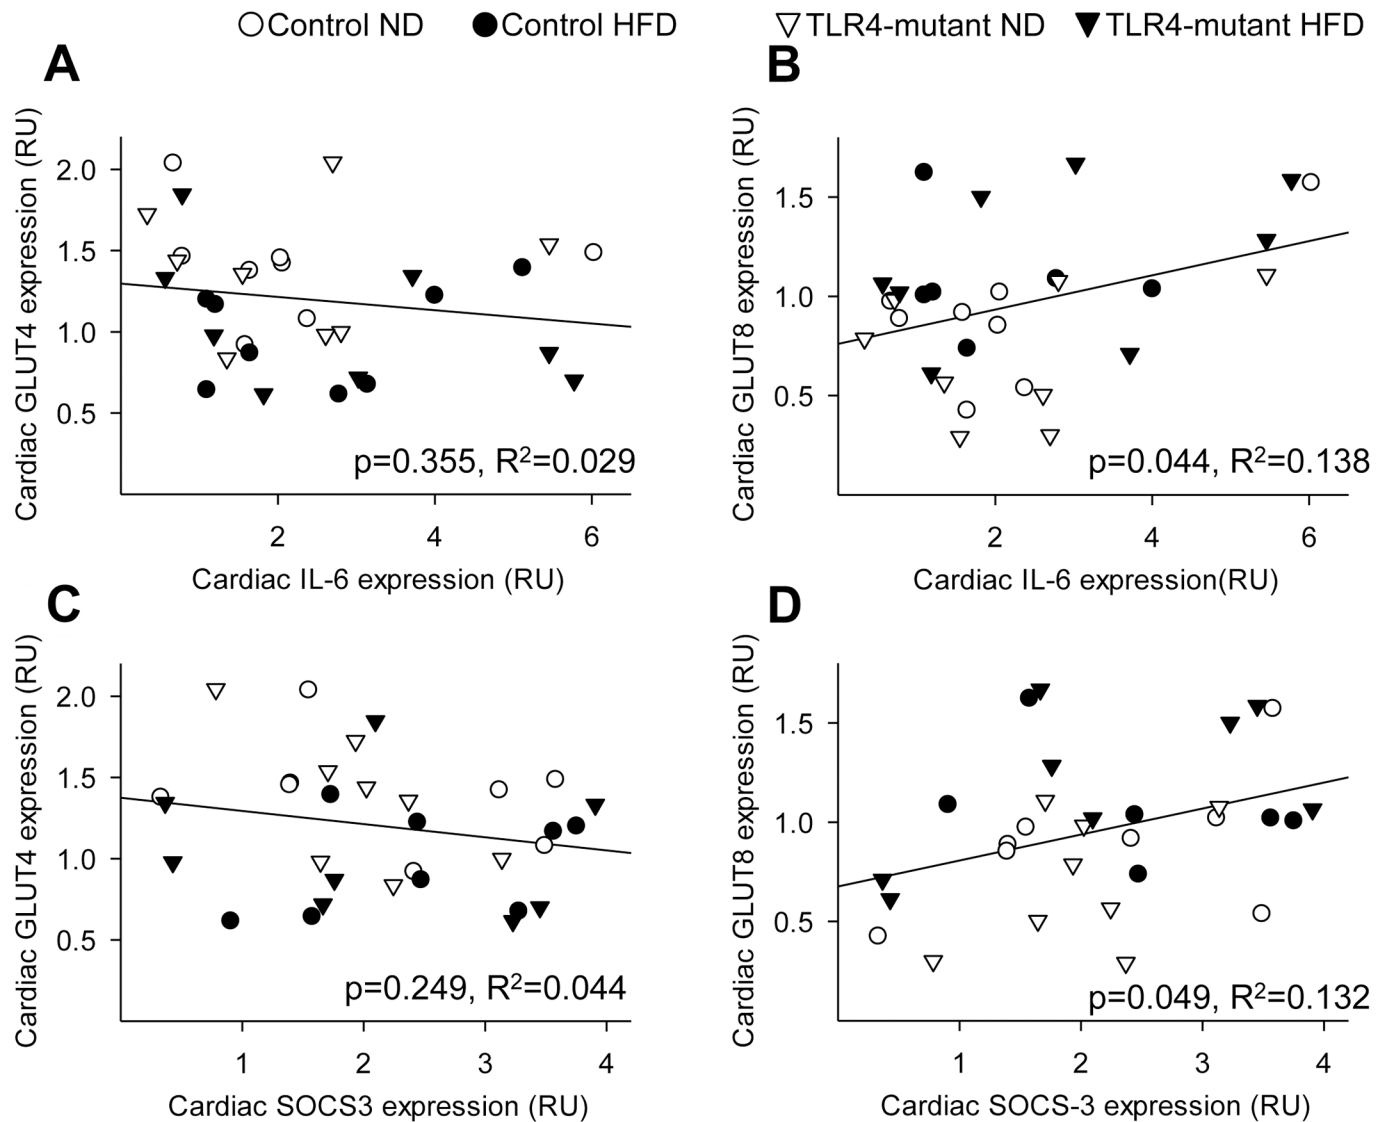 Control ND Control HFD TLR4-mutant ND TLR4-mutant HFD
A
Cardiac GLUT4 expression (RU)
2.0
1.5
1.0
0.5
p=0.355, R²=0.029
2 4 6
Cardiac IL-6 expression (RU)
B
Cardiac GLUT8 expression (RU)
1.5
1.0
0.5
p=0.044, R²=0.138
2 4 6
Cardiac IL-6 expression(RU)
C
Cardiac GLUT4 expression (RU)
2.0
1.5
1.0
0.5
p=0.249, R²=0.044
1 2 3 4
Cardiac SOCS3 expression (RU)
D
Cardiac GLUT8 expression (RU)
1.5
1.0
0.5
p=0.049, R²=0.132
1 2 3 4
Cardiac SOCS-3 expression (RU)